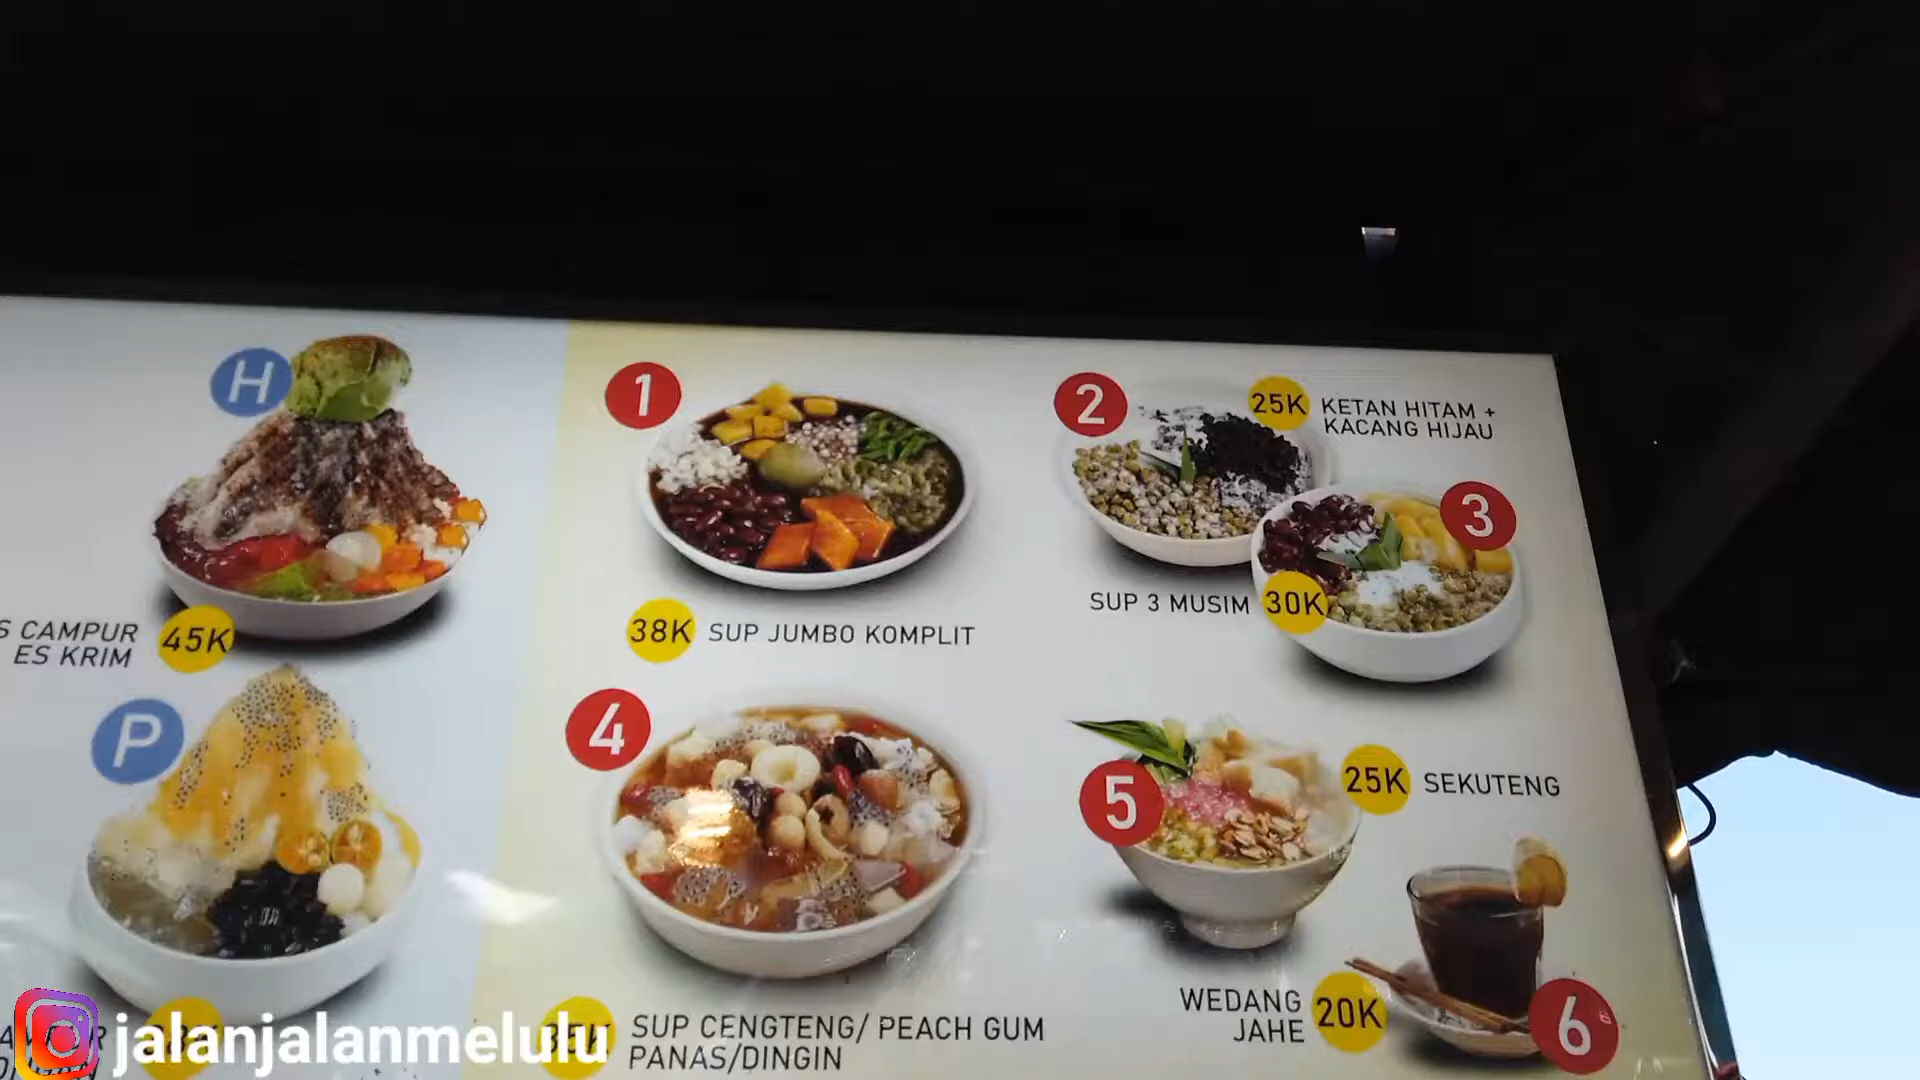 H
CAMPUR
ES KRIM
45K
P
1
38K SUP JUMBO KOMPLIT
2
25K
KETAN HITAM +
KACANG HIJAU
3
SUP 3 MUSIM 30K
4
SUP CENGTENG/ PEACH GUM
PANAS/DINGIN
5
25K SEKUTENG
WEDANG
JAHE
20K
6
jalanjalanmelulu